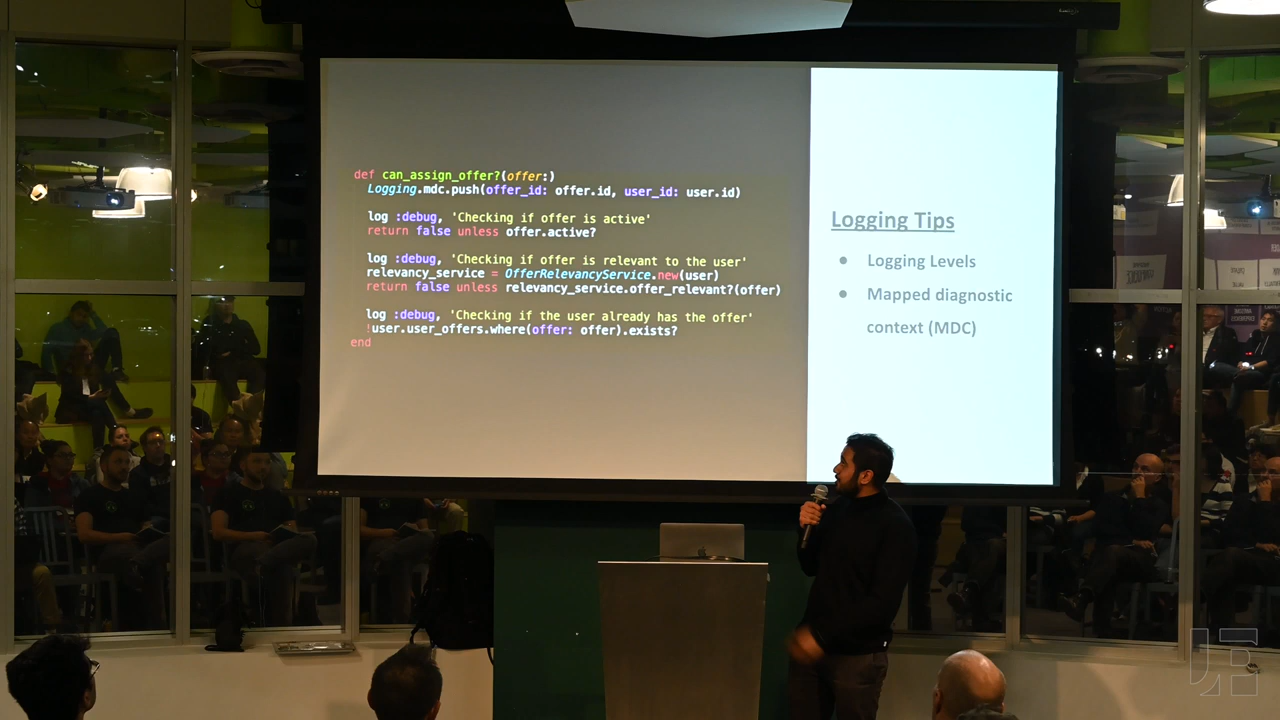 def can_assign_offer?(offer:)
Logging.mdc.push(offer_id: offer.id, user_id: user.id)
log :debug, 'Checking if offer is active'
return false unless offer.active?
log :debug, 'Checking if offer is relevant to the user'
relevancy_service = OfferRelevancyService.new(user)
return false unless relevancy_service.offer_relevant?(offer)
log :debug, 'Checking if the user already has the offer'
!user.user_offers.where(offer: offer).exists?
end
Logging Tips
● Logging Levels
● Mapped diagnostic
context (MDC)